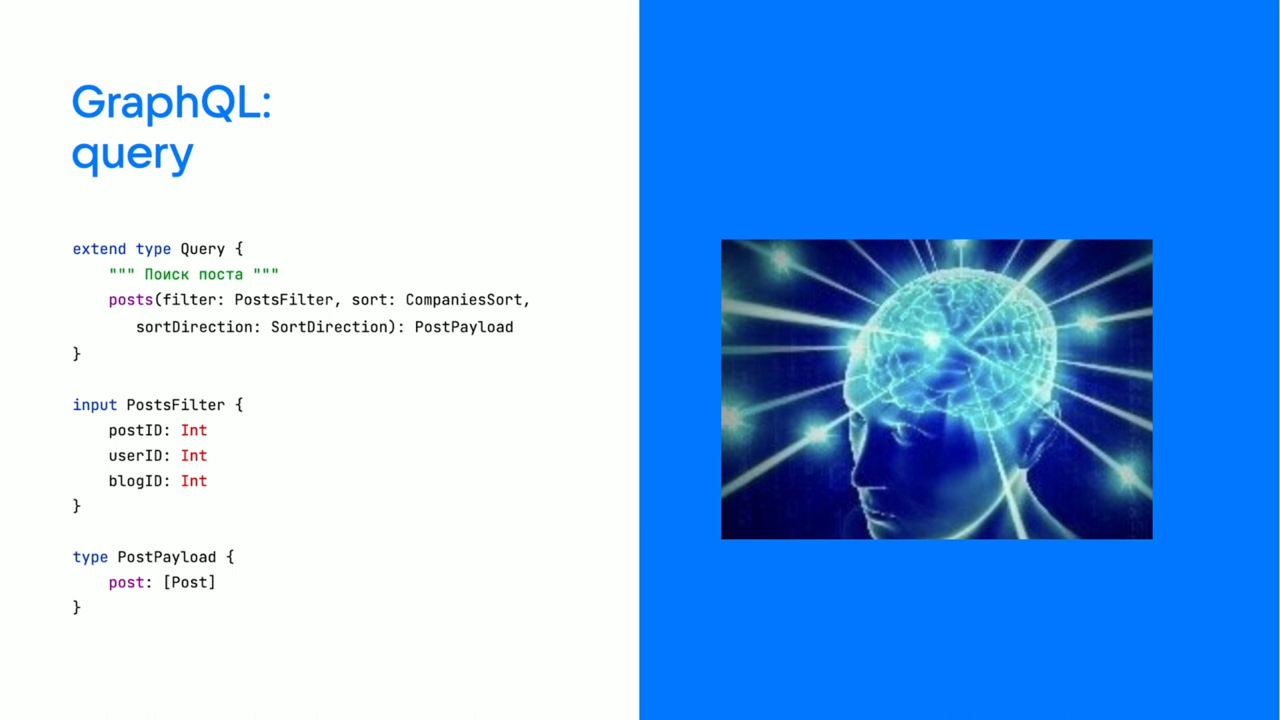 GraphQL:
query
extend type Query {
""" Поиск поста """
posts(filter: PostsFilter, sort: CompaniesSort,
sortDirection: SortDirection): PostPayload
}
input PostsFilter {
postID: Int
userID: Int
blogID: Int
}
type PostPayload {
post: [Post]
}